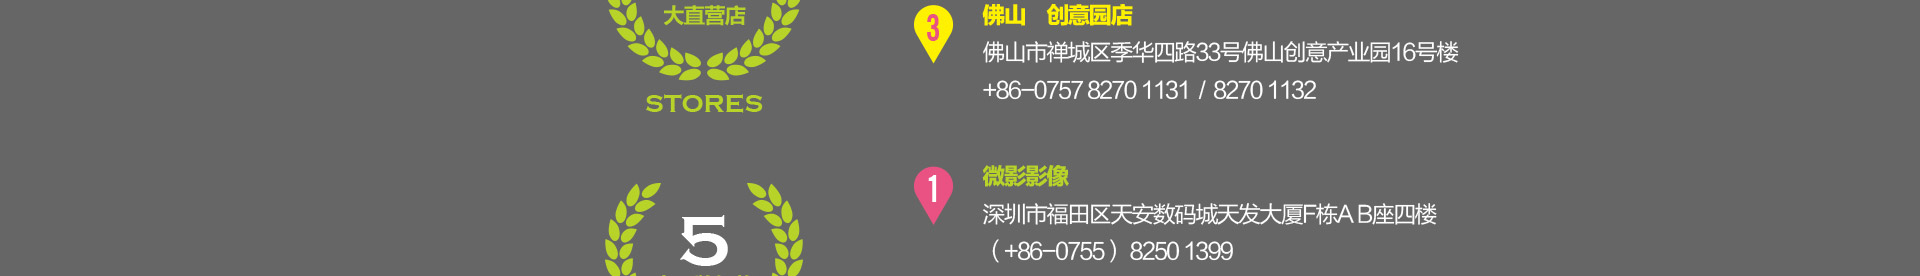 大直营店
STORES
3
佛山 创意园店
佛山市禅城区季华四路33号佛山创意产业园16号楼
+86-0757 8270 1131 / 8270 1132
5
1
微影影像
深圳市福田区天安数码城天发大厦F栋A B座四楼
（+86-0755）8250 1399